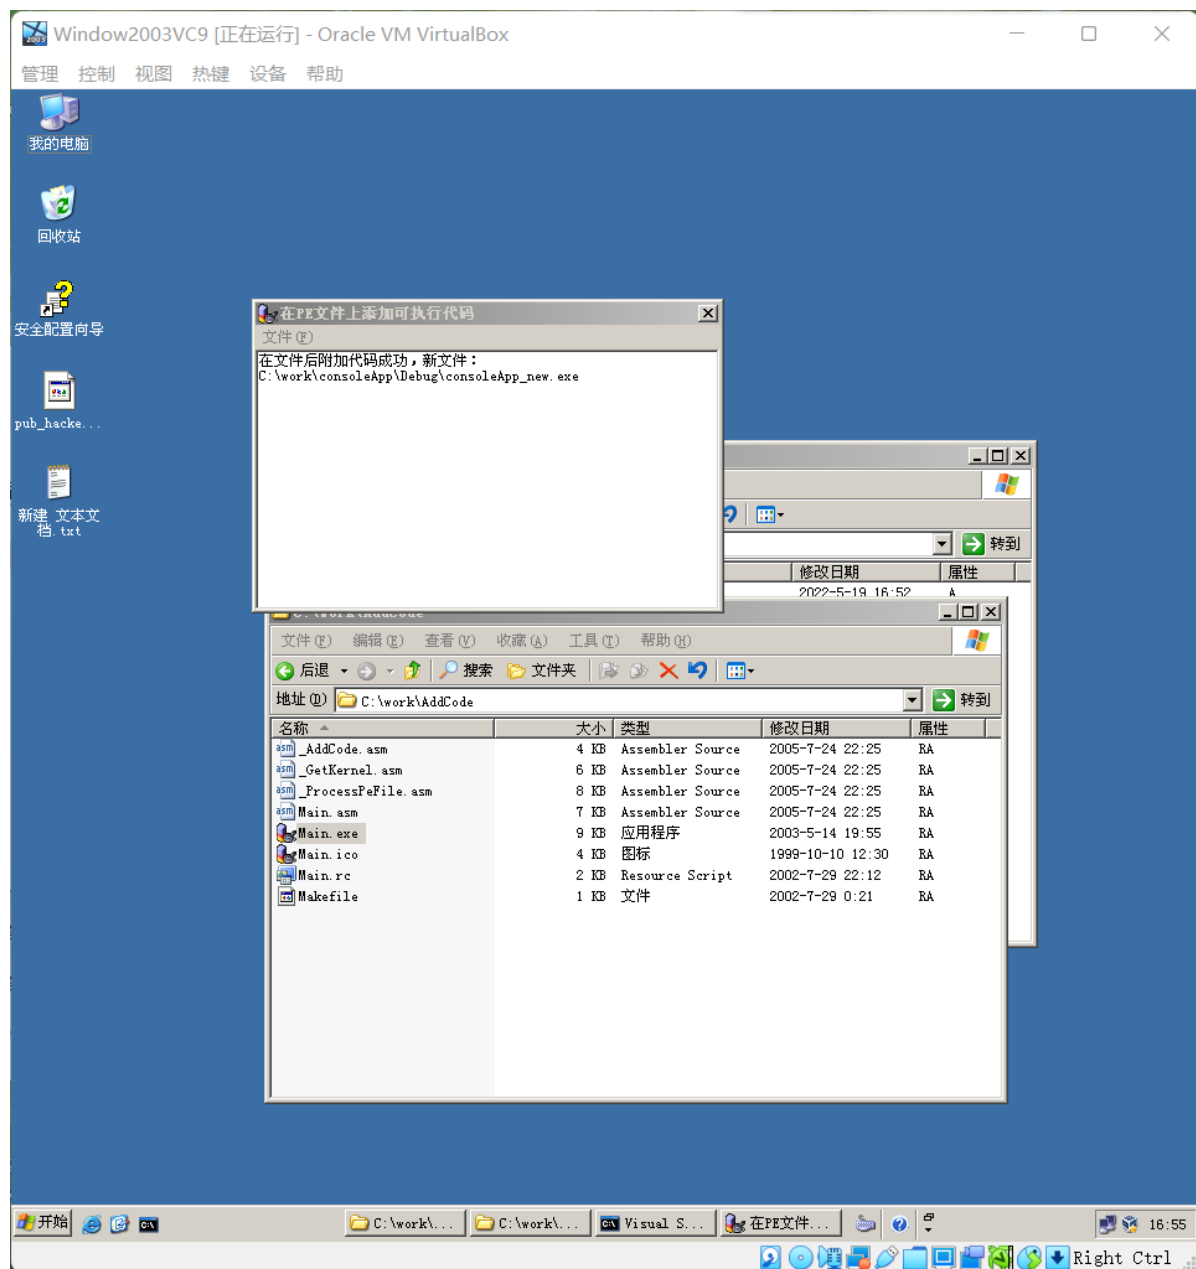 Window2003VC9 [正在运行] - Oracle VM VirtualBox
管理 控制 视图 热键 设备 帮助
我的电脑
回收站
安全配置向导
pub_hacke...
新建 文本文
档.txt
在PE文件上添加可执行代码
文件(F)
在文件后附加代码成功，新文件：
C:\work\consoleApp\Debug\consoleApp_new.exe
转到
修改日期 属性
2022-5-19 16:52 A
C:\work\AddCode
文件(F) 编辑(E) 查看(V) 收藏(A) 工具(T) 帮助(H)
后退 搜索 文件夹
地址(D) C:\work\AddCode 转到
名称 大小 类型 修改日期 属性
_AddCode.asm 4 KB Assembler Source 2005-7-24 22:25 RA
_GetKernel.asm 6 KB Assembler Source 2005-7-24 22:25 RA
_ProcessPeFile.asm 8 KB Assembler Source 2005-7-24 22:25 RA
Main.asm 7 KB Assembler Source 2005-7-24 22:25 RA
Main.exe 9 KB 应用程序 2003-5-14 19:55 RA
Main.ico 4 KB 图标 1999-10-10 12:30 RA
Main.rc 2 KB Resource Script 2002-7-29 22:12 RA
Makefile 1 KB 文件 2002-7-29 0:21 RA
开始 C:\work\... C:\work\... Visual S... 在PE文件... 16:55
Right Ctrl